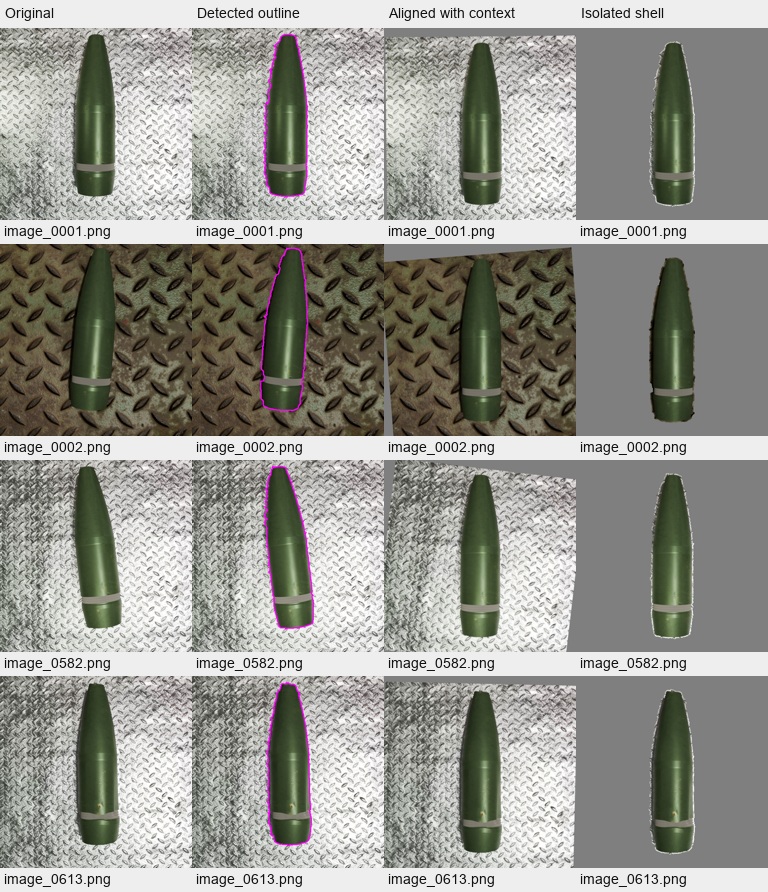 Original Detected outline Aligned with context Isolated shell
image_0001.png image_0001.png image_0001.png image_0001.png
image_0002.png image_0002.png image_0002.png image_0002.png
image_0582.png image_0582.png image_0582.png image_0582.png
image_0613.png image_0613.png image_0613.png image_0613.png